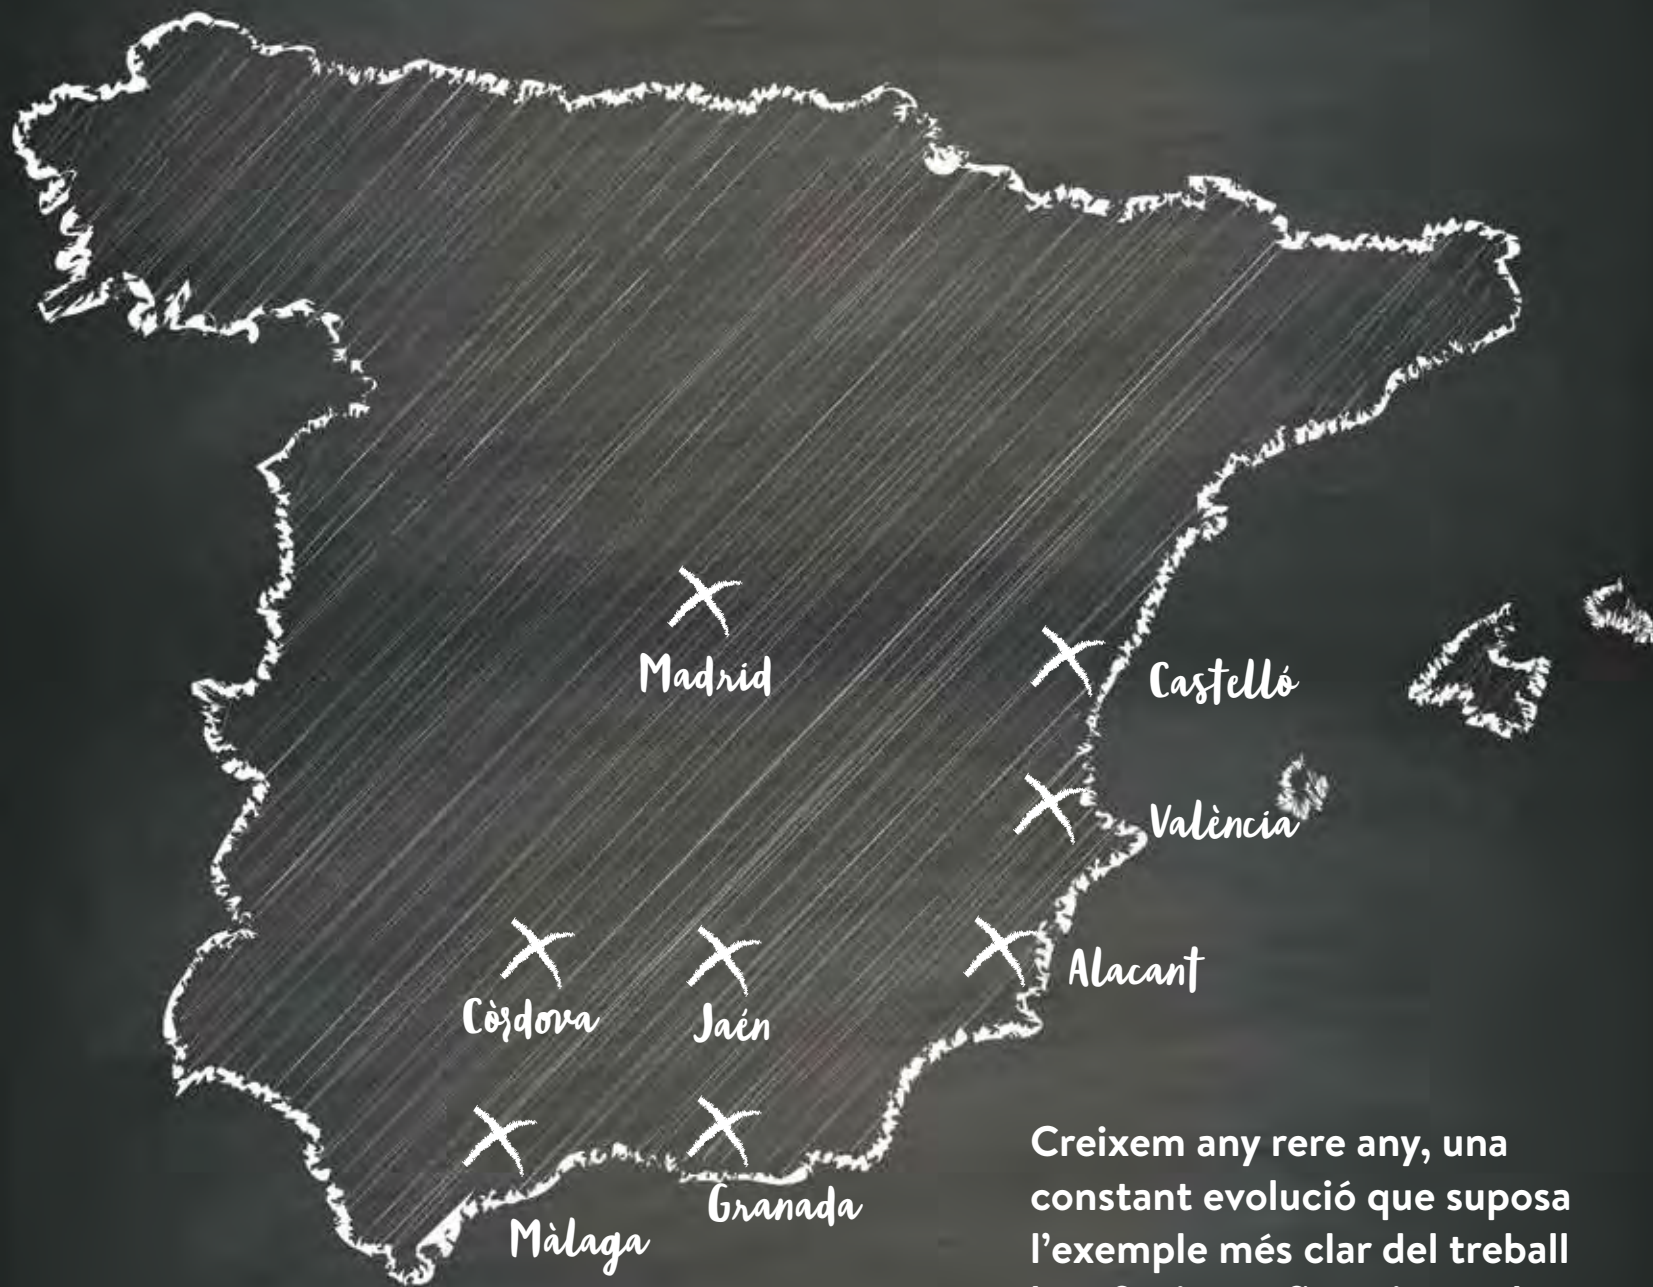 Madrid
Castelló
València
Alacant
Còrdova
Jaén
Granada
Màlaga
Creixem any rere any, una
constant evolució que suposa
l'exemple més clar del treball